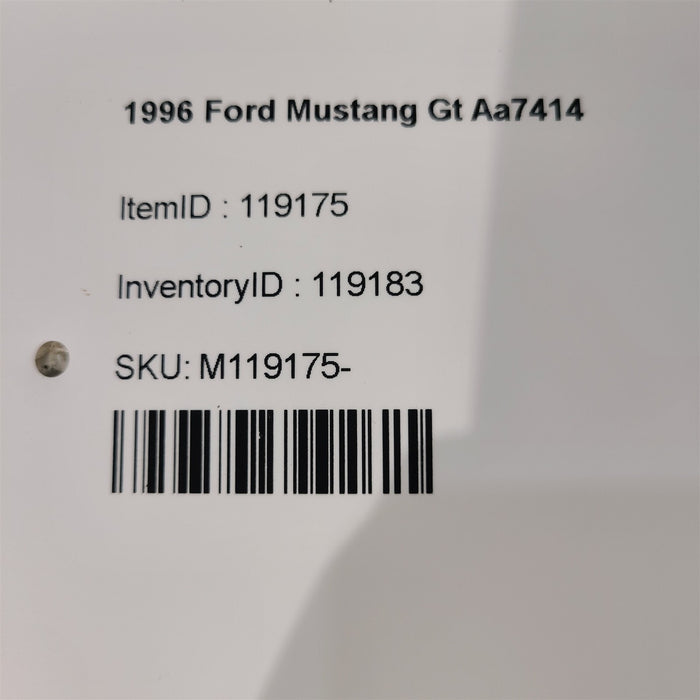 1996 Ford Mustang Gt Aa7414
ItemID : 119175
InventoryID : 119183
SKU: M119175-